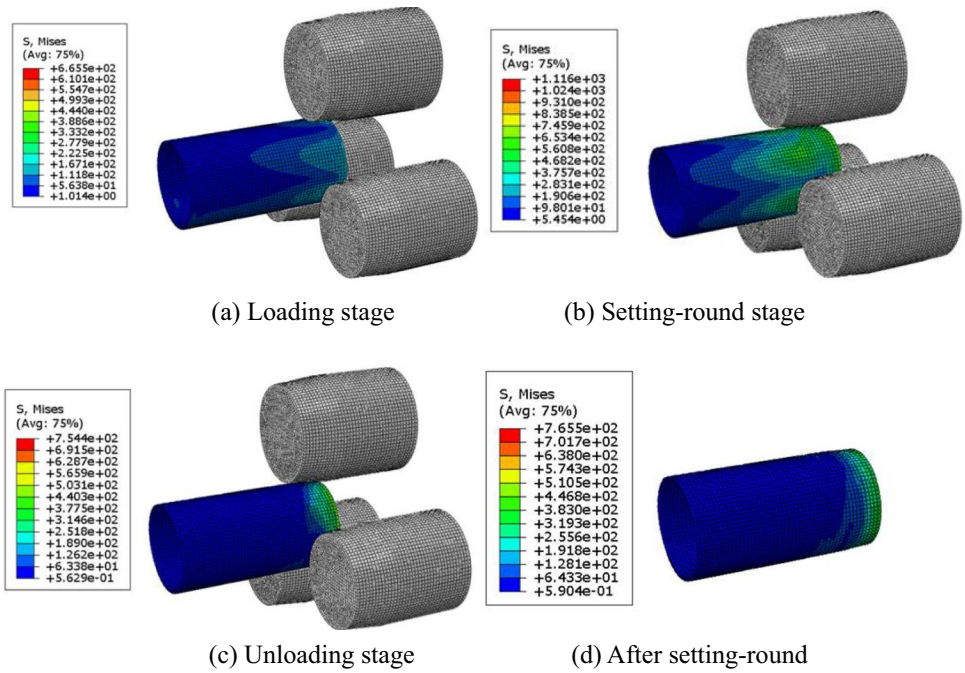 S, Mises
(Avg: 75%)
+6.655e+02
+6.101e+02
+5.547e+02
+4.993e+02
+4.440e+02
+3.886e+02
+3.332e+02
+2.779e+02
+2.225e+02
+1.671e+02
+1.118e+02
+5.638e+01
+1.014e+00
S, Mises
(Avg: 75%)
+1.116e+03
+1.024e+03
+9.310e+02
+8.385e+02
+7.459e+02
+6.534e+02
+5.608e+02
+4.682e+02
+3.757e+02
+2.831e+02
+1.906e+02
+9.801e+01
+5.454e+00
(a) Loading stage
(b) Setting-round stage
S, Mises
(Avg: 75%)
+7.544e+02
+6.915e+02
+6.287e+02
+5.659e+02
+5.031e+02
+4.403e+02
+3.775e+02
+3.146e+02
+2.518e+02
+1.890e+02
+1.262e+02
+6.338e+01
+5.629e-01
S, Mises
(Avg: 75%)
+7.655e+02
+7.017e+02
+6.380e+02
+5.743e+02
+5.105e+02
+4.468e+02
+3.830e+02
+3.193e+02
+2.556e+02
+1.918e+02
+1.281e+02
+6.433e+01
+5.904e-01
(c) Unloading stage
(d) After setting-round